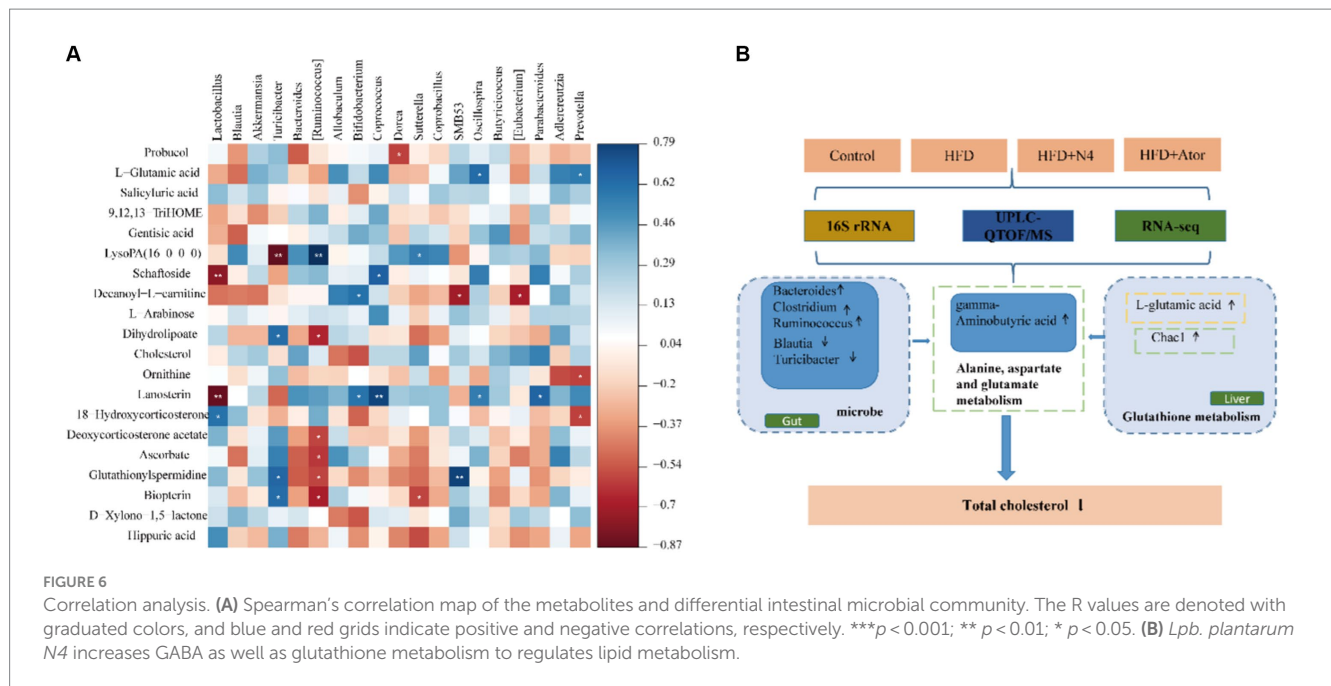 A
Lactobacillus
Blautia
Akkermansia
Turicibacter
Bacteroides
[Ruminococcus]
Allobaculum
Bifidobacterium
Coprococcus
Dorea
Sutterella
Coprobacillus
SMB53
Oscillospira
Butyricicoccus
[Eubacterium]
Parabacteroides
Adlercreutzia
Prevotella
Probucol
L-Glutamic acid
Salicyluric acid
9,12,13-TriHOME
Gentisic acid
LysoPA(16 0 0 0)
Schaftoside
Decanoyl-L-carnitine
L-Arabinose
Dihydrolipoate
Cholesterol
Ornithine
Lanosterin
18-Hydroxycorticosterone
Deoxycorticosterone acetate
Ascorbate
Glutathionylspermidine
Biopterin
D-Xylono-1,5-lactone
Hippuric acid
*
* *
** ** *
** *
* * *
* *
*
** * ** * *
* *
*
*
* * **
* * *
0.79
0.62
0.46
0.29
0.13
0.04
−0.2
−0.37
−0.54
−0.7
−0.87
B
Control HFD HFD+N4 HFD+Ator
16S rRNA UPLC-QTOF/MS RNA-seq
Bacteroides↑
Clostridium ↑
Ruminococcus↑
Blautia ↓
Turicibacter ↓
Gut microbe
gamma-
Aminobutyric acid ↑
Alanine, aspartate
and glutamate
metabolism
L-glutamic acid ↑
Chac1 ↑
Liver
Glutathione metabolism
Total cholesterol ↓
FIGURE 6
Correlation analysis. (A) Spearman’s correlation map of the metabolites and differential intestinal microbial community. The R values are denoted with
graduated colors, and blue and red grids indicate positive and negative correlations, respectively. ***p < 0.001; ** p < 0.01; * p < 0.05. (B) Lpb. plantarum
N4 increases GABA as well as glutathione metabolism to regulates lipid metabolism.